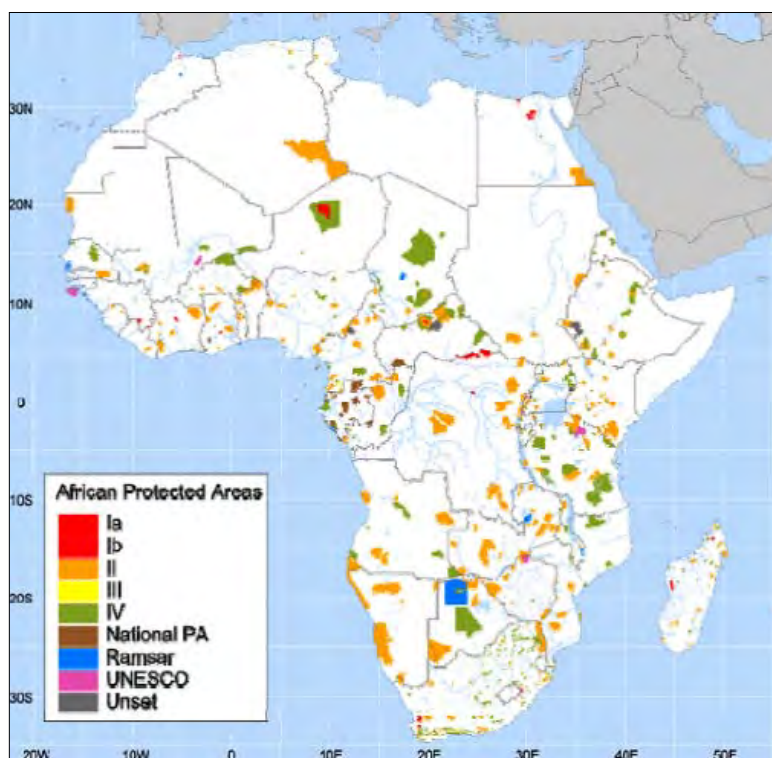 30N
20N
10N
0
10S
20S
30S
African Protected Areas
Ia
Ib
II
III
IV
National PA
Ramsar
UNESCO
Unset
20W 10W 0 10E 20E 30E 40E 50E